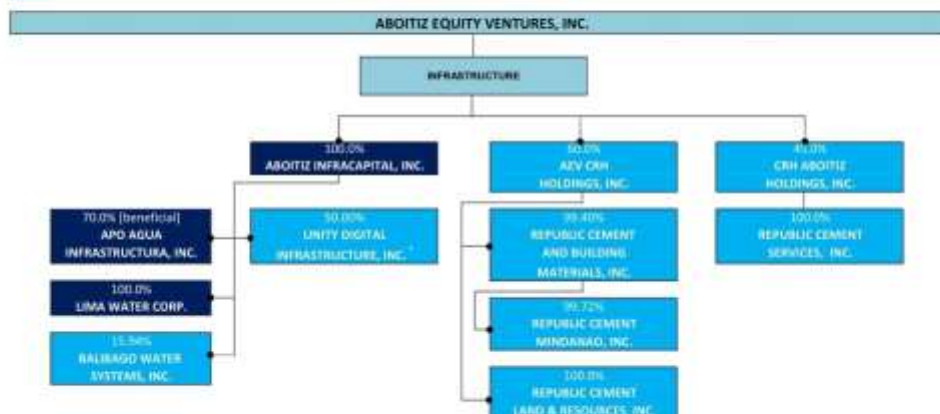 ABOITIZ EQUITY VENTURES, INC.
INFRASTRUCTURE
100.0%
ABOITIZ INFRACAPITAL, INC.
60.0%
AEV CRH
HOLDINGS, INC.
45.0%
CRH ABOITIZ
HOLDINGS, INC.
70.0% (beneficial)
APO AGUA
INFRASTRUCTURA, INC.
50.00%
UNITY DIGITAL
INFRASTRUCTURE, INC.
99.40%
REPUBLIC CEMENT
AND BUILDING
MATERIALS, INC.
100.0%
REPUBLIC CEMENT
SERVICES, INC.
100.0%
LIMA WATER CORP.
99.72%
REPUBLIC CEMENT
MINDANAO, INC.
15.94%
BALIBAGO WATER
SYSTEMS, INC.
100.0%
REPUBLIC CEMENT
LAND & RESOURCES, INC.